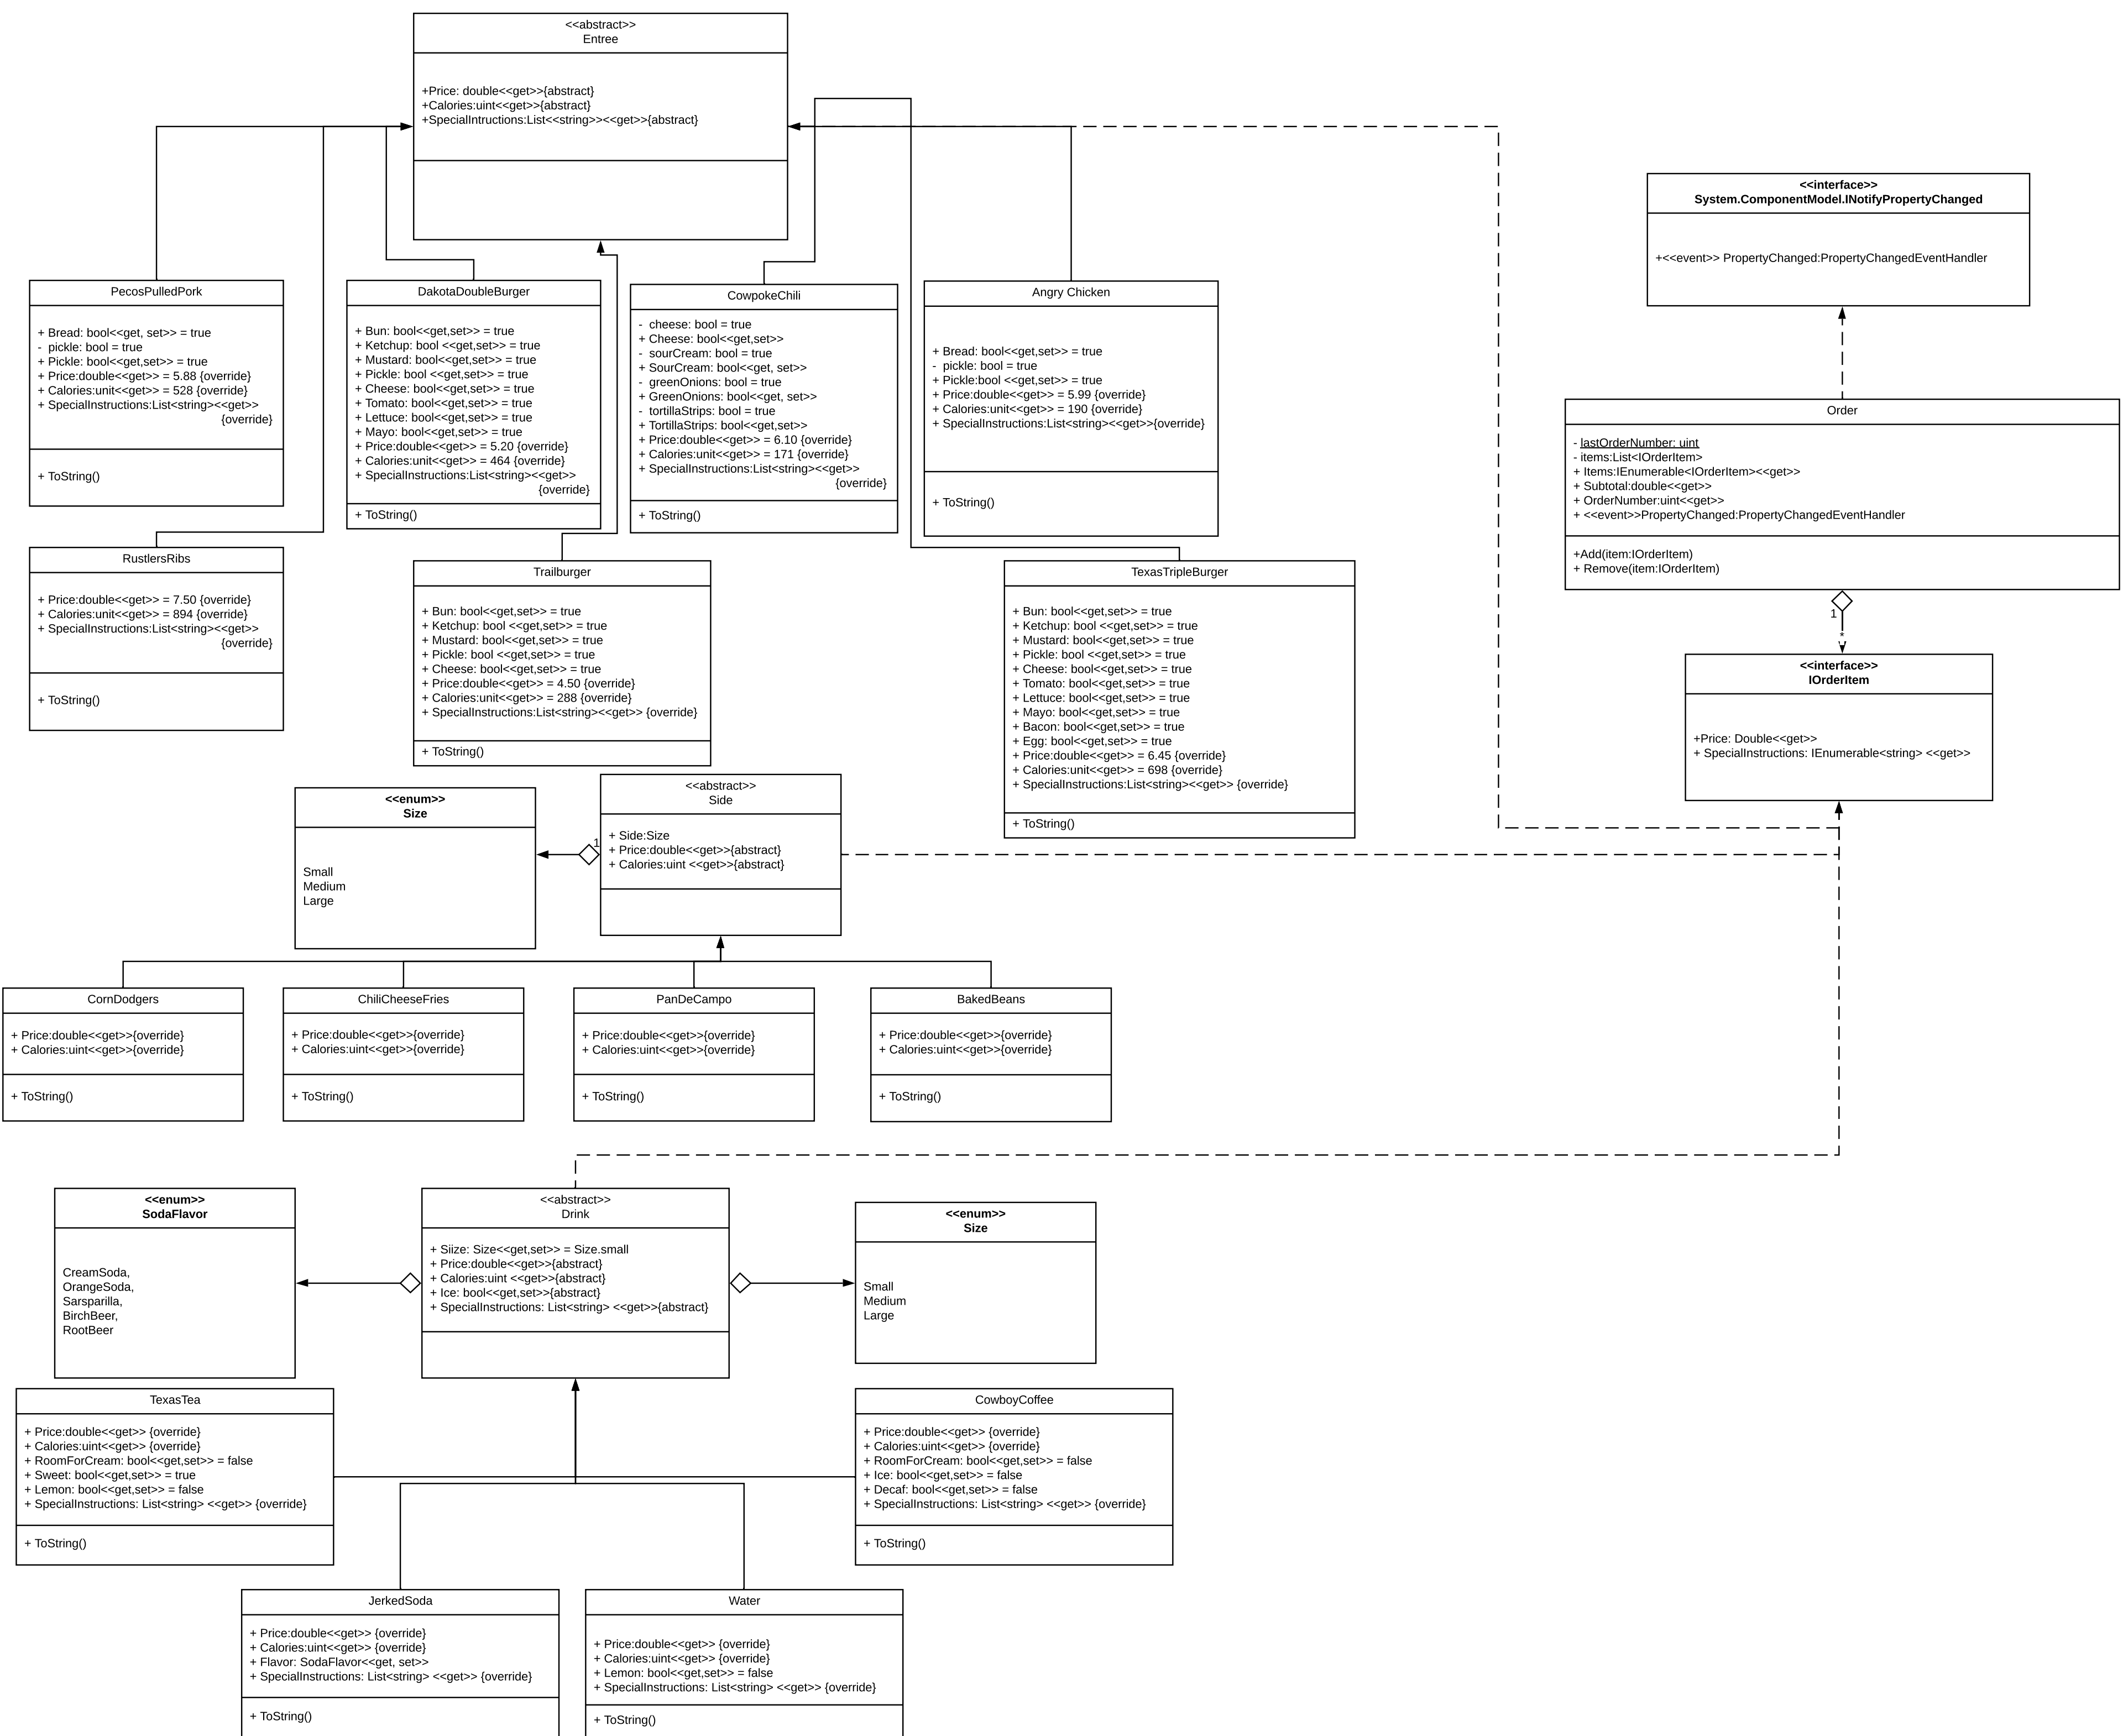 <<abstract>>
Entree
+Price: double<<get>>{abstract}
+Calories:uint<<get>>{abstract}
+SpecialIntructions:List<<string>><<get>>{abstract}
<<interface>>
System.ComponentModel.INotifyPropertyChanged
+<<event>> PropertyChanged:PropertyChangedEventHandler
PecosPulledPork
+ Bread: bool<<get, set>> = true
- pickle: bool = true
+ Pickle: bool<<get,set>> = true
+ Price:double<<get>> = 5.88 {override}
+ Calories:unit<<get>> = 528 {override}
+ SpecialInstructions:List<string><<get>>
{override}
+ ToString()
DakotaDoubleBurger
+ Bun: bool<<get,set>> = true
+ Ketchup: bool <<get,set>> = true
+ Mustard: bool<<get,set>> = true
+ Pickle: bool <<get,set>> = true
+ Cheese: bool<<get,set>> = true
+ Tomato: bool<<get,set>> = true
+ Lettuce: bool<<get,set>> = true
+ Mayo: bool<<get,set>> = true
+ Price:double<<get>> = 5.20 {override}
+ Calories:unit<<get>> = 464 {override}
+ SpecialInstructions:List<string><<get>>
{override}
+ ToString()
CowpokeChili
- cheese: bool = true
+ Cheese: bool<<get,set>>
- sourCream: bool = true
+ SourCream: bool<<get, set>>
- greenOnions: bool = true
+ GreenOnions: bool<<get, set>>
- tortillaStrips: bool = true
+ TortillaStrips: bool<<get,set>>
+ Price:double<<get>> = 6.10 {override}
+ Calories:unit<<get>> = 171 {override}
+ SpecialInstructions:List<string><<get>>
{override}
+ ToString()
Angry Chicken
+ Bread: bool<<get,set>> = true
- pickle: bool = true
+ Pickle:bool <<get,set>> = true
+ Price:double<<get>> = 5.99 {override}
+ Calories:unit<<get>> = 190 {override}
+ SpecialInstructions:List<string><<get>>{override}
+ ToString()
Order
- lastOrderNumber: uint
- items:List<IOrderItem>
+ Items:IEnumerable<IOrderItem><<get>>
+ Subtotal:double<<get>>
+ OrderNumber:uint<<get>>
+ <<event>>PropertyChanged:PropertyChangedEventHandler
+Add(item:IOrderItem)
+ Remove(item:IOrderItem)
1
*
RustlersRibs
+ Price:double<<get>> = 7.50 {override}
+ Calories:unit<<get>> = 894 {override}
+ SpecialInstructions:List<string><<get>>
{override}
+ ToString()
Trailburger
+ Bun: bool<<get,set>> = true
+ Ketchup: bool <<get,set>> = true
+ Mustard: bool<<get,set>> = true
+ Pickle: bool <<get,set>> = true
+ Cheese: bool<<get,set>> = true
+ Price:double<<get>> = 4.50 {override}
+ Calories:unit<<get>> = 288 {override}
+ SpecialInstructions:List<string><<get>> {override}
+ ToString()
TexasTripleBurger
+ Bun: bool<<get,set>> = true
+ Ketchup: bool <<get,set>> = true
+ Mustard: bool<<get,set>> = true
+ Pickle: bool <<get,set>> = true
+ Cheese: bool<<get,set>> = true
+ Tomato: bool<<get,set>> = true
+ Lettuce: bool<<get,set>> = true
+ Mayo: bool<<get,set>> = true
+ Bacon: bool<<get,set>> = true
+ Egg: bool<<get,set>> = true
+ Price:double<<get>> = 6.45 {override}
+ Calories:unit<<get>> = 698 {override}
+ SpecialInstructions:List<string><<get>> {override}
+ ToString()
<<interface>>
IOrderItem
+Price: Double<<get>>
+ SpecialInstructions: IEnumerable<string> <<get>>
<<enum>>
Size
Small
Medium
Large
1
<<abstract>>
Side
+ Side:Size
+ Price:double<<get>>{abstract}
+ Calories:uint <<get>>{abstract}
CornDodgers
+ Price:double<<get>>{override}
+ Calories:uint<<get>>{override}
+ ToString()
ChiliCheeseFries
+ Price:double<<get>>{override}
+ Calories:uint<<get>>{override}
+ ToString()
PanDeCampo
+ Price:double<<get>>{override}
+ Calories:uint<<get>>{override}
+ ToString()
BakedBeans
+ Price:double<<get>>{override}
+ Calories:uint<<get>>{override}
+ ToString()
<<enum>>
SodaFlavor
CreamSoda,
OrangeSoda,
Sarsparilla,
BirchBeer,
RootBeer
<<abstract>>
Drink
+ Siize: Size<<get,set>> = Size.small
+ Price:double<<get>>{abstract}
+ Calories:uint <<get>>{abstract}
+ Ice: bool<<get,set>>{abstract}
+ SpecialInstructions: List<string> <<get>>{abstract}
<<enum>>
Size
Small
Medium
Large
TexasTea
+ Price:double<<get>> {override}
+ Calories:uint<<get>> {override}
+ RoomForCream: bool<<get,set>> = false
+ Sweet: bool<<get,set>> = true
+ Lemon: bool<<get,set>> = false
+ SpecialInstructions: List<string> <<get>> {override}
+ ToString()
CowboyCoffee
+ Price:double<<get>> {override}
+ Calories:uint<<get>> {override}
+ RoomForCream: bool<<get,set>> = false
+ Ice: bool<<get,set>> = false
+ Decaf: bool<<get,set>> = false
+ SpecialInstructions: List<string> <<get>> {override}
+ ToString()
JerkedSoda
+ Price:double<<get>> {override}
+ Calories:uint<<get>> {override}
+ Flavor: SodaFlavor<<get, set>>
+ SpecialInstructions: List<string> <<get>> {override}
+ ToString()
Water
+ Price:double<<get>> {override}
+ Calories:uint<<get>> {override}
+ Lemon: bool<<get,set>> = false
+ SpecialInstructions: List<string> <<get>> {override}
+ ToString()